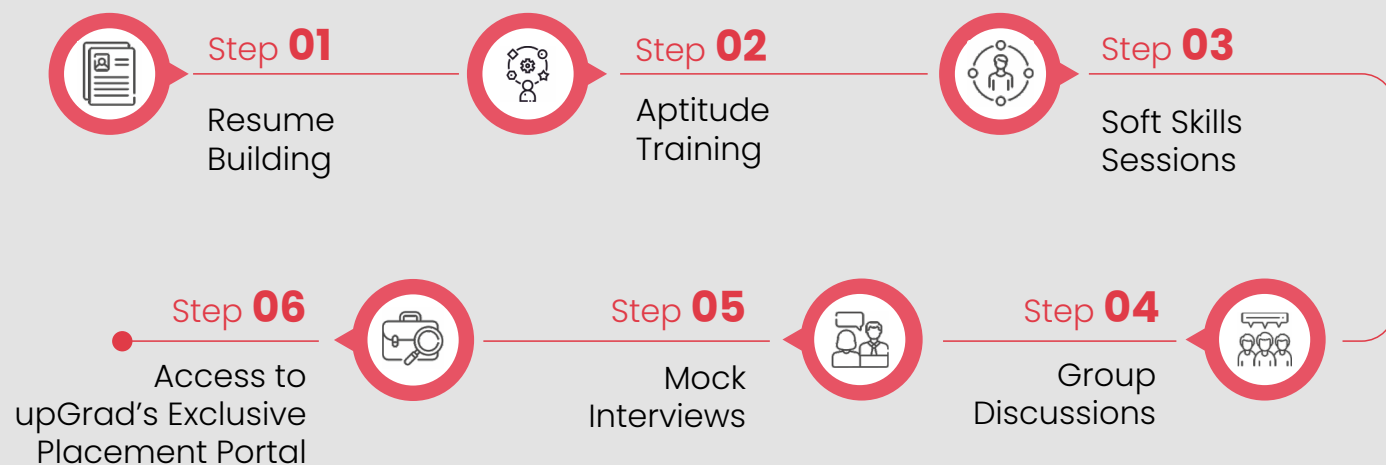 Step 01
Resume
Building
Step 02
Aptitude
Training
Step 03
Soft Skills
Sessions
Step 04
Group
Discussions
Step 05
Mock
Interviews
Step 06
Access to
upGrad’s Exclusive
Placement Portal